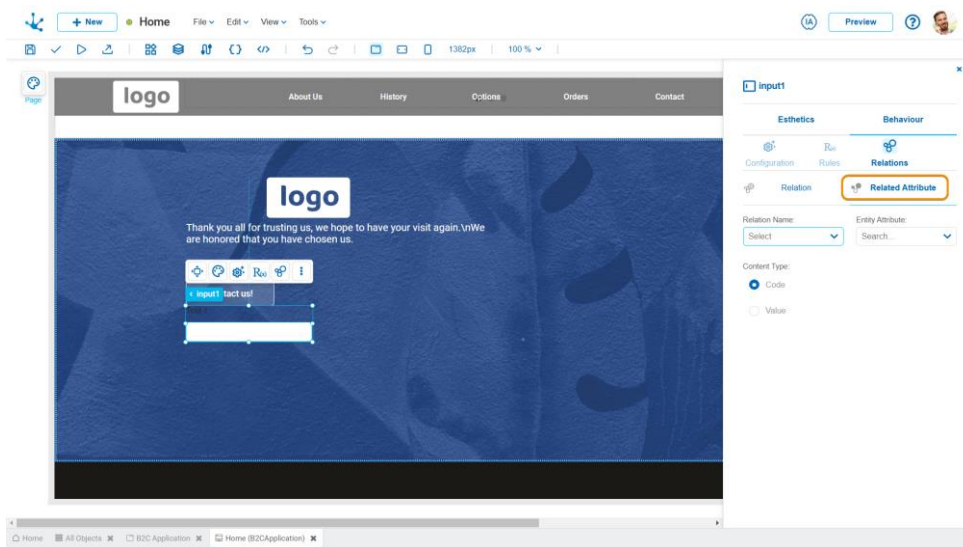 + New
Home
File
Edit
View
Tools
IA
Preview
?
1382px
100 %
Page
logo
About Us
History
Options
Orders
Contact
logo
Thank you all for trusting us, we hope to have your visit again.\nWe
are honored that you have chosen us.
input1
tact us!
input1
Esthetics
Behaviour
Configuration
Rules
Relations
Relation
Related Attribute
Relation Name:
Entity Attribute:
Select
Search...
Content Type:
Code
Value
Home
All Objects
B2C Application
Home (B2CApplication)